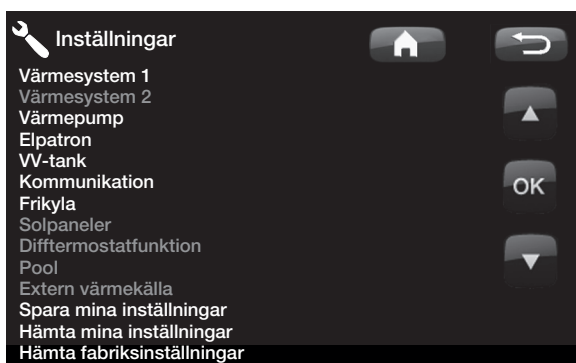 Inställningar
Värmesystem 1
Värmesystem 2
Värmepump
Elpatron
VV-tank
Kommunikation
OK
Frikyla
Solpaneler
Difftermostatfunktion
Pool
Extern värmekälla
Spara mina inställningar
Hämta mina inställningar
Hämta fabriksinställningar